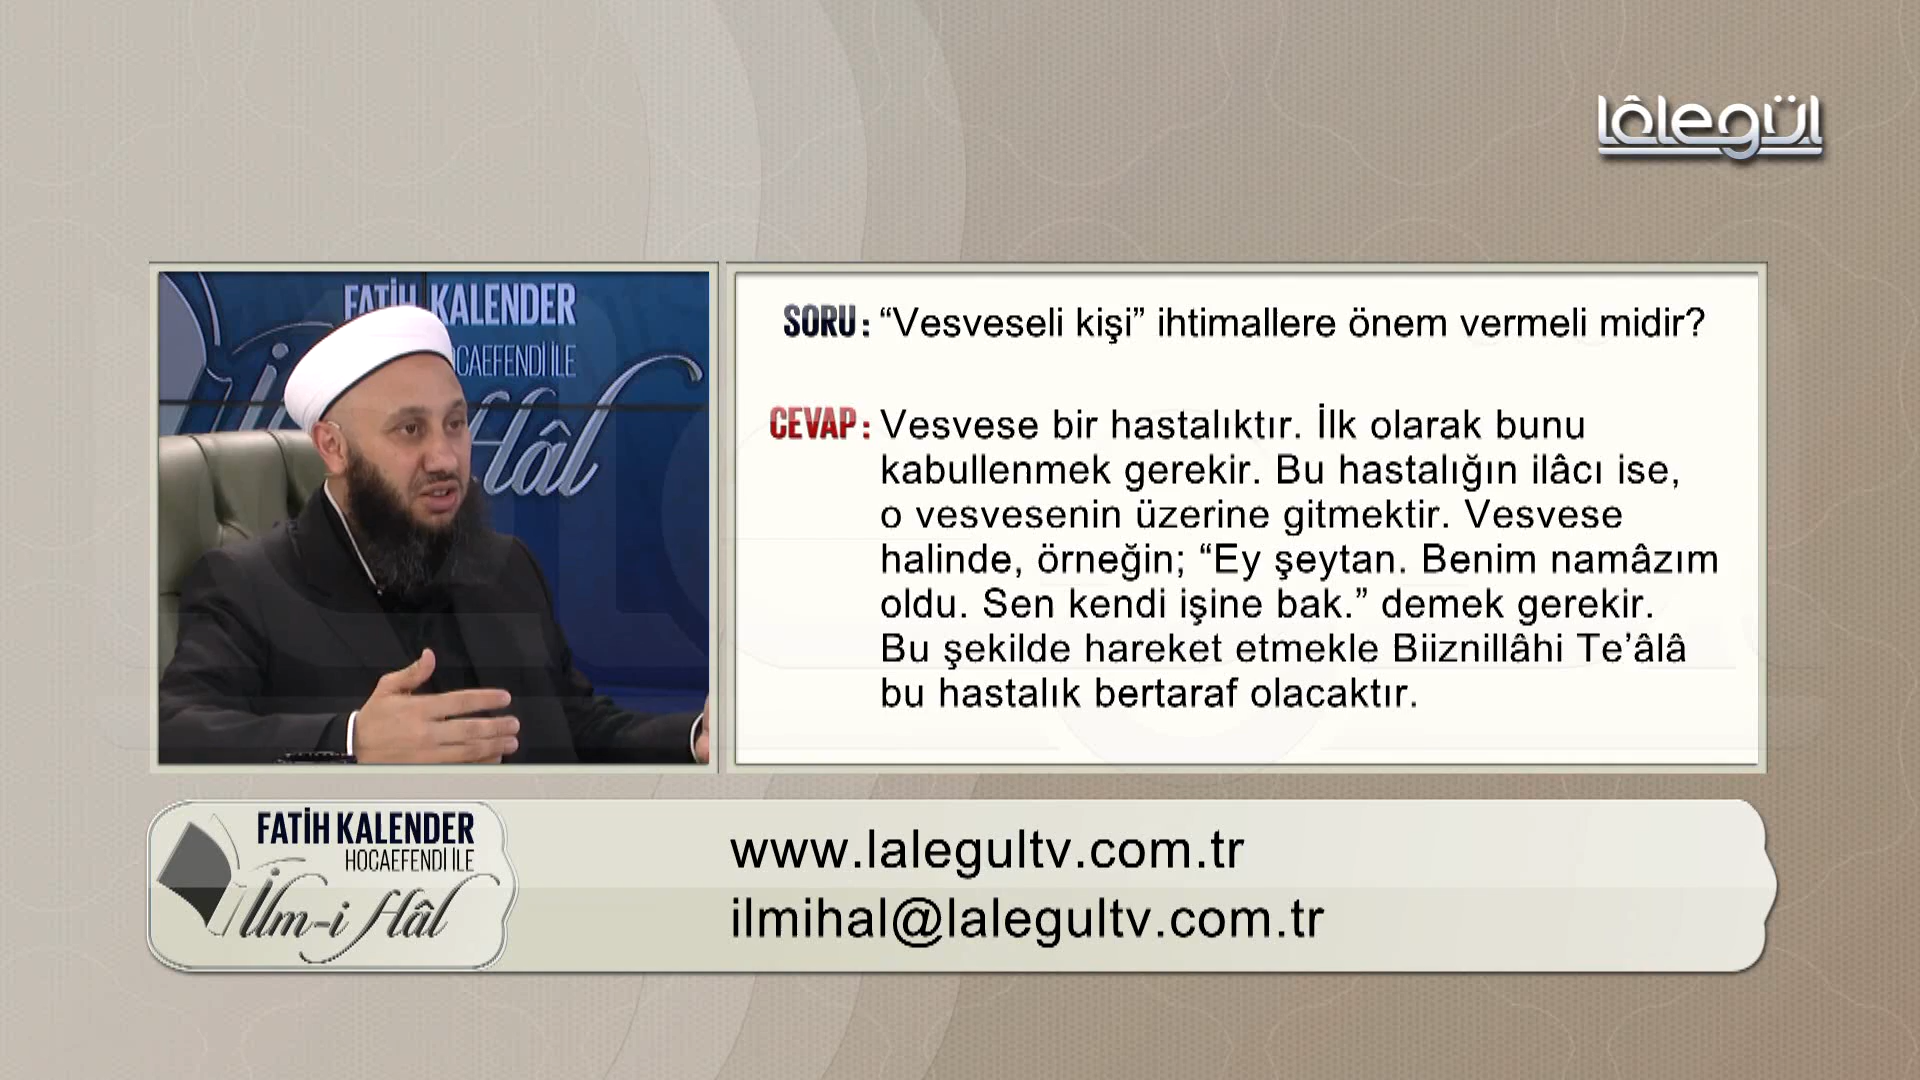 lâlegül
FATİH KALENDER
HOCAEFENDİ İLE
İ Hâl
SORU: “Vesveseli kişi” ihtimallere önem vermeli midir?
CEVAP: Vesvese bir hastalıktır. İlk olarak bunu
kabullenmek gerekir. Bu hastalığın ilâcı ise,
o vesvesenin üzerine gitmektir. Vesvese
halinde, örneğin; “Ey şeytan. Benim namâzım
oldu. Sen kendi işine bak.” demek gerekir.
Bu şekilde hareket etmekle Biiznillâhi Te’âlâ
bu hastalık bertaraf olacaktır.
FATİH KALENDER
HOCAEFENDİ İLE
İlm-i Hâl
www.lalegultv.com.tr
ilmihal@lalegultv.com.tr